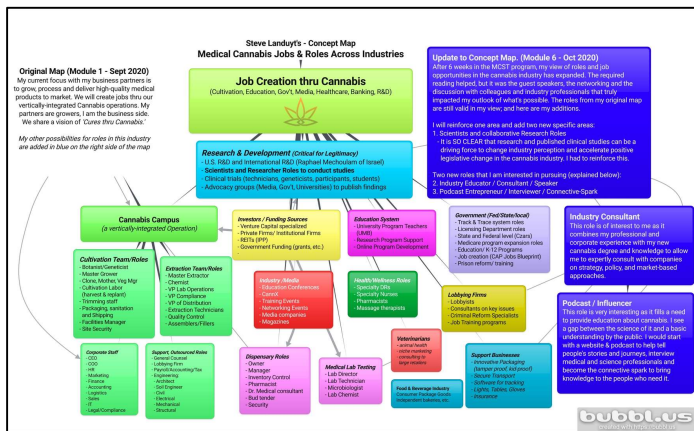 Steve Landuyt's - Concept Map
Medical Cannabis Jobs & Roles Across Industries
Original Map (Module 1 - Sept 2020)
My current focus with my business partners is
to grow, process and deliver high-quality medical
products to market. We will create jobs thru our
vertically-integrated Cannabis operations. My
partners are growers, I am the business side.
We share a vision of 'Cures thru Cannabis.'
My other possibilities for roles in this industry
are added in blue on the right side of the map
Job Creation thru Cannabis
(Cultivation, Education, Gov't, Media, Healthcare, Banking, R&D)
Update to Concept Map. (Module 6 - Oct 2020)
After 6 weeks in the MCST program, my view of roles and job
opportunities in the cannabis industry has expanded. The required
reading helped, but it was the guest speakers, the networking and the
discussion with colleagues and industry professionals that truly
impacted my outlook of what's possible. The roles from my original
map are still valid in my view; and here are my additions.
I will reinforce one area and add two new specific areas:
1. Scientists and collaborative Research Roles
- It is SO CLEAR that research and published clinical studies can be a
driving force to change industry perception and accelerate positive
legislative change in the cannabis industry. I had to reinforce this.
Two new roles that I am interested in pursuing (explained below):
2. Industry Educator / Consultant / Speaker
3. Podcast Entrepreneur / Interviewer / Connective-Spark
Research & Development (Critical for Legitimacy)
- U.S. R&D and International R&D (Raphael Mechoulam of Israel)
- Scientists and Researcher Roles to conduct studies
- Clinical trials (technicians, geneticists, participants, students)
- Advocacy groups (Media, Gov't, Universities) to publish findings
Cannabis Campus
(a vertically-integrated Operation)
Investors / Funding Sources
- Venture Capital specialized
- Private Firms/ Institutional Firms
- REITs (IPP)
- Government Funding (grants, etc.)
Education System
- University Program Teachers
(UMB)
- Research Program Support
- Online Program Development
Government (Fed/State/local)
- Track & Trace system roles
- Licensing Department roles
- State and Federal level (Czars)
- Medicare program expansion roles
- Education/ K-12 Programs
- Job creation (CAP Jobs Blueprint)
- Prison reform/ training
Industry Consultant
This role is of interest to me as it
combines my professional and
corporate experience with my new
cannabis degree and knowledge to allow
me to expertly consult with companies
on strategy, policy, and market-based
approaches.
Cultivation Team/Roles
- Botanist/Geneticist
- Master Grower
- Clone, Mother, Veg Mgr
- Cultivation Labor
(harvest & replant)
- Trimming staff
- Packaging, sanitation
and Shipping
- Facilities Manager
- Site Security
Extraction Team/Roles
- Master Extractor
- Chemist
- VP Lab Operations
- VP Compliance
- VP of Distribution
- Extraction Technicians
- Quality Control
- Assemblers/Fillers
Industry /Media
- Education Conferences
- CannX
- Training Events
- Networking Events
- Media companies
- Magazines
Health/Wellness Roles
- Specialty DRs
- Specialty Nurses
- Pharmacists
- Massage therapists
Lobbying Firms
- Lobbyists
- Consultants on key issues
- Criminal Reform Specialists
- Job Training programs
Podcast / Influencer
This role is very interesting as it fills a need
to provide education about cannabis. I see
a gap between the science of it and a basic
understanding by the public. I would start
with a website & podcast to help tell
people's stories and journeys, interview
medical and science professionals and
become the connective spark to bring
knowledge to the people who need it.
Corporate Staff
- CEO
- COO
- HR
- Marketing
- Finance
- Accounting
- Logistics
- Sales
- IT
- Legal/Compliance
Support, Outsourced Roles
- General Counsel
- Lobbying Firm
- Payroll/Accounting/Tax
- Engineering
- Architect
- Soil Engineer
- Civil
- Electrical
- Mechanical
- Structural
Dispensary Roles
- Owner
- Manager
- Inventory Control
- Pharmacist
- Dr. Medical consultant
- Bud tender
- Security
Medical Lab Testing
- Lab Director
- Lab Technician
- Microbiologist
- Lab Chemist
Veterinarians
- animal health
- niche marketing
consulting to
large retailers
Food & Beverage Industry
Consumer Package Goods
Independent bakeries, etc.
Support Businesses
- Innovative Packaging
(tamper proof, kid proof)
- Secure Transport
- Software for tracking
- Lights, Tables, Gloves
- Insurance
bubbl.us